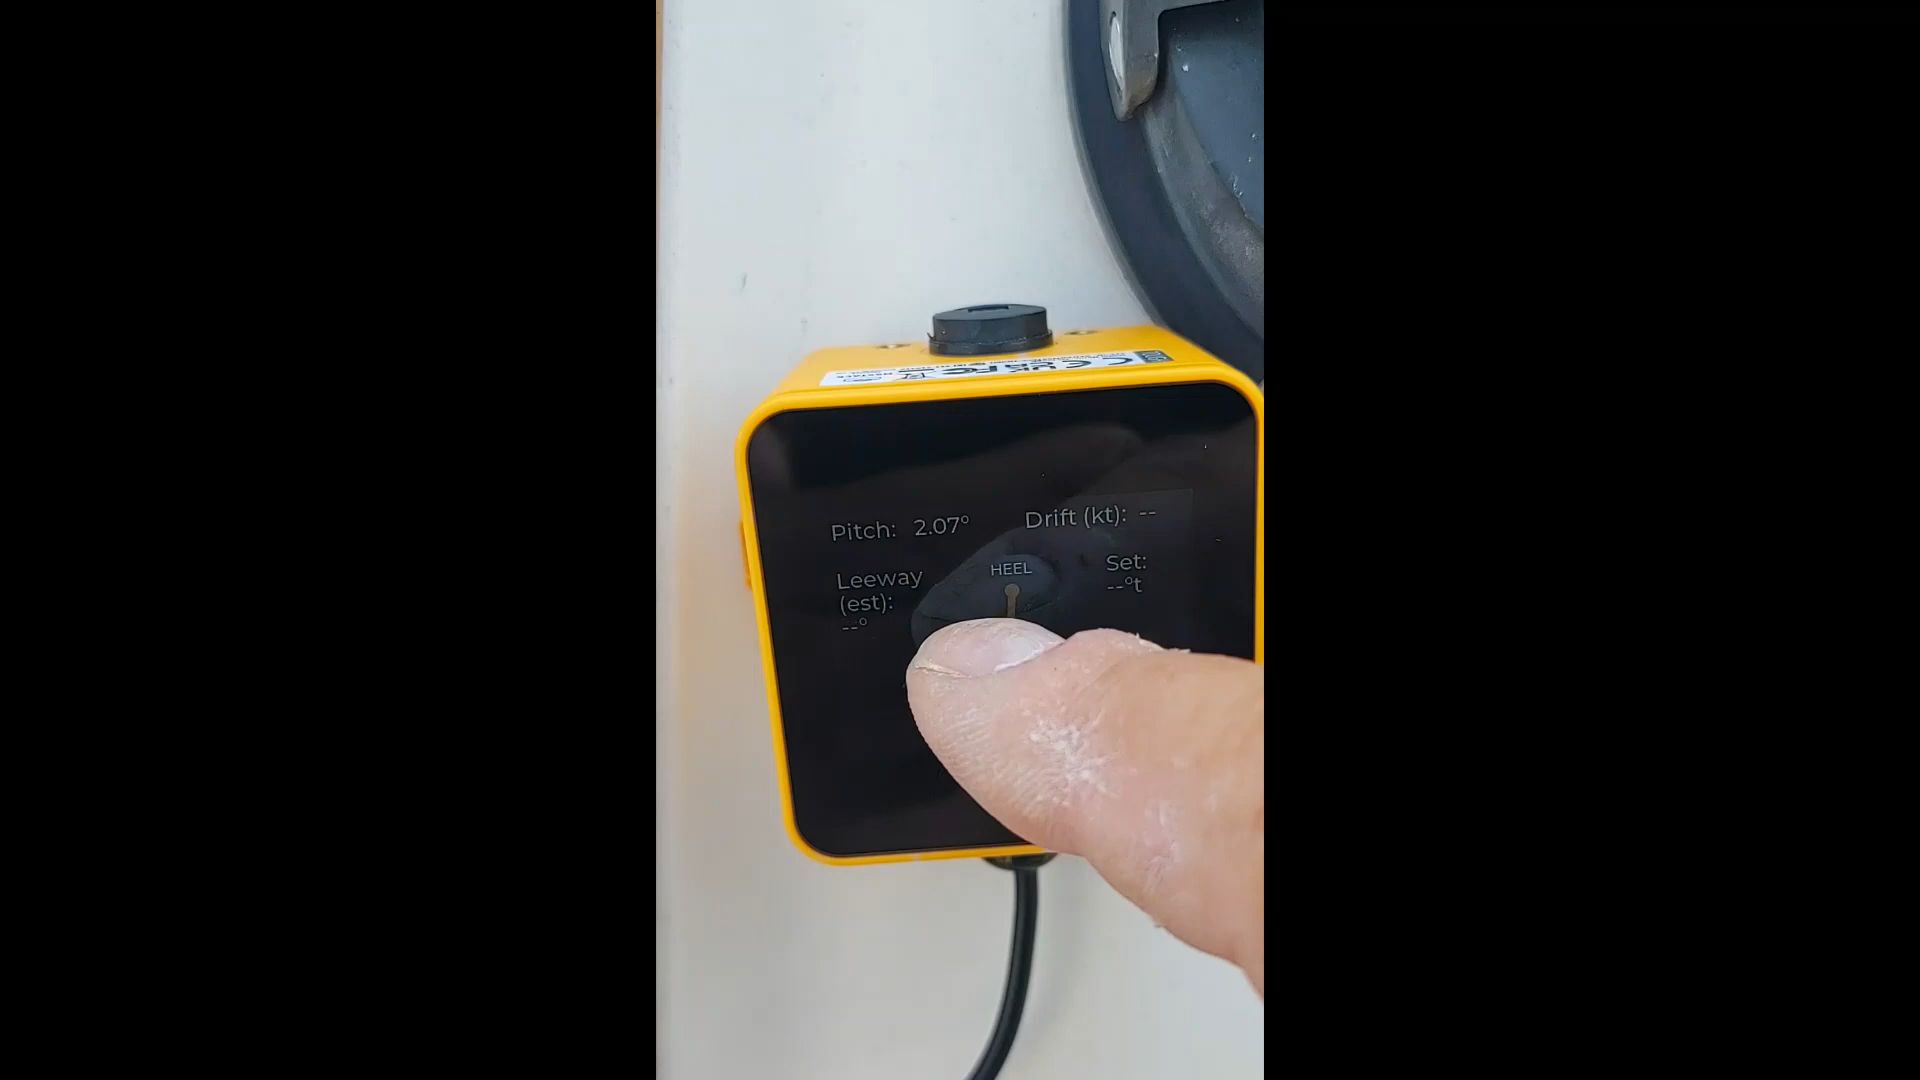 Pitch: 2.07° Drift (kt): --
HEEL
Leeway
(est):
--°
Set:
--°t